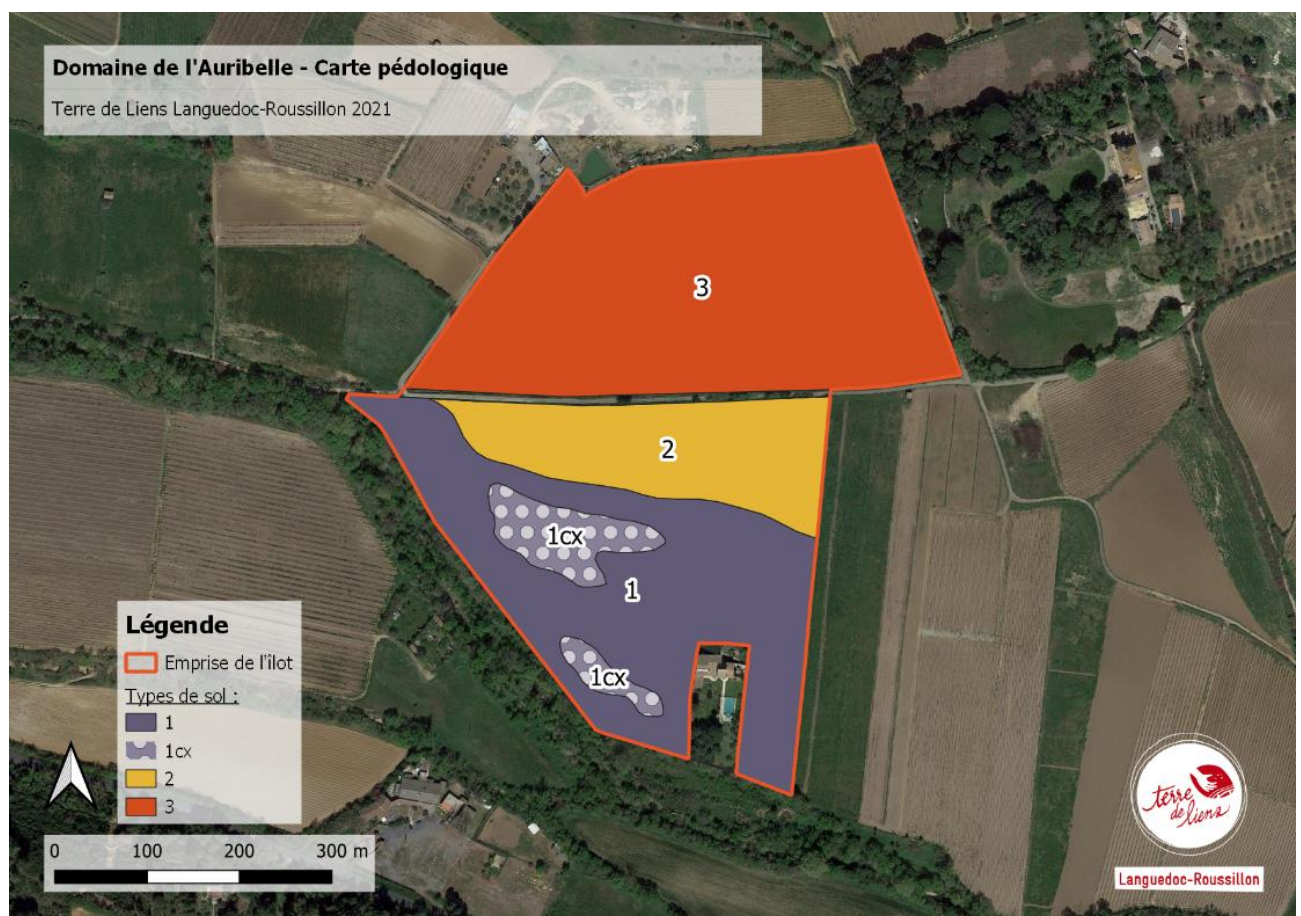 Domaine de l'Auribelle - Carte pédologique
Terre de Liens Languedoc-Roussillon 2021
3
2
1cx
1
1cx
Légende
Emprise de l'îlot
Types de sol :
1
1cx
2
3
0 100 200 300 m
terre
de liens
Languedoc-Roussillon